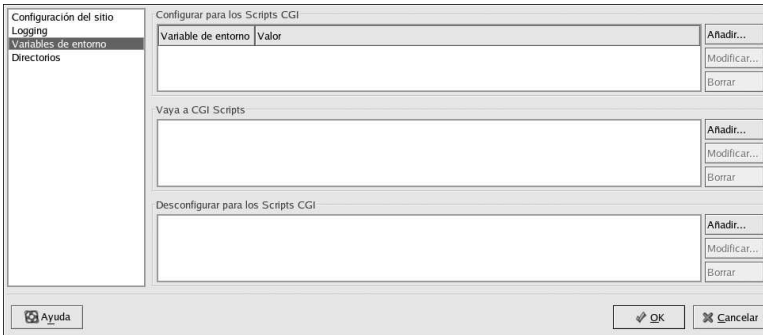 Configuración del sitio
Logging
Variables de entorno
Directorios
Configurar para los Scripts CGI
Variable de entorno Valor
Añadir...
Modificar...
Borrar
Vaya a CGI Scripts
Añadir...
Modificar...
Borrar
Desconfigurar para los Scripts CGI
Añadir...
Modificar...
Borrar
Ayuda
OK
Cancelar